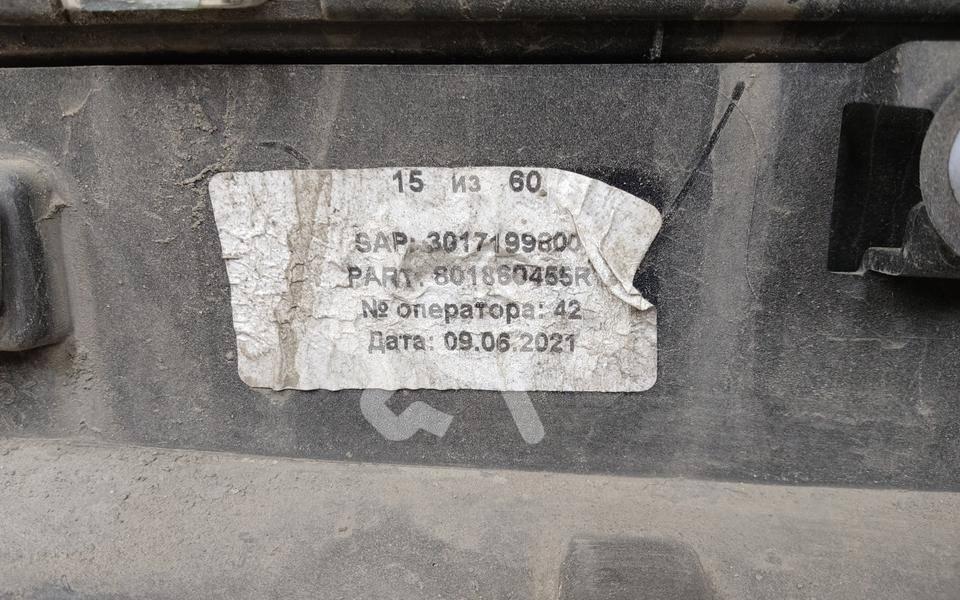 15 из 60
SAP: 3017199800
PART: 801860455R
№ оператора: 42
Дата: 09.06.2021